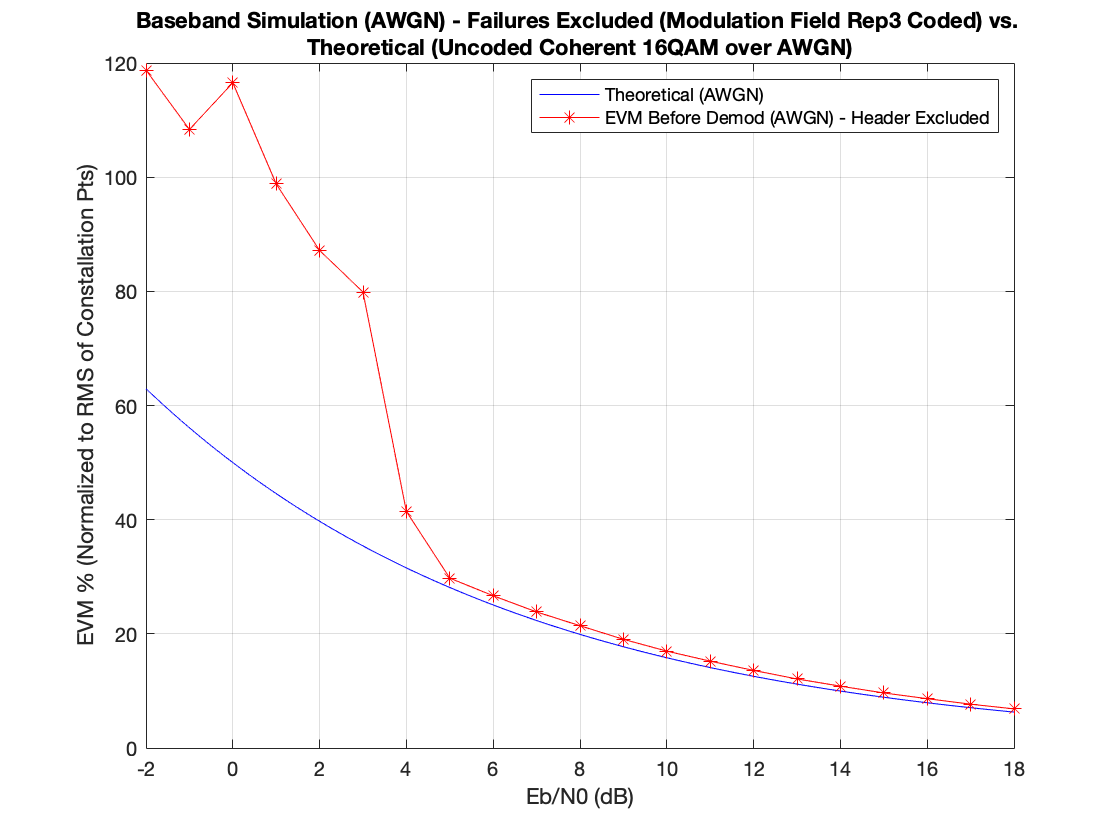 Baseband Simulation (AWGN) - Failures Excluded (Modulation Field Rep3 Coded) vs.
Theoretical (Uncoded Coherent 16QAM over AWGN)
Theoretical (AWGN)
EVM Before Demod (AWGN) - Header Excluded
EVM % (Normalized to RMS of Constallation Pts)
120
100
80
60
40
20
0
-2 0 2 4 6 8 10 12 14 16 18
Eb/N0 (dB)